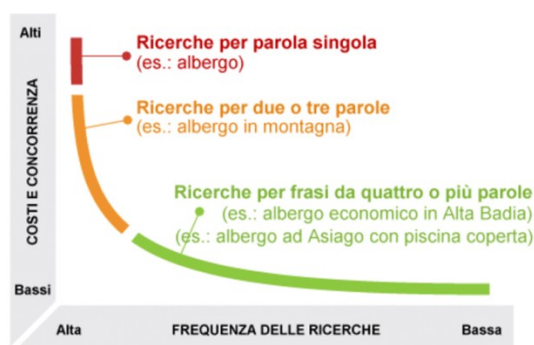 Alti
Ricerche per parola singola
(es.: albergo)
Ricerche per due o tre parole
(es.: albergo in montagna)
COSTI E CONCORRENZA
Ricerche per frasi da quattro o più parole
(es.: albergo economico in Alta Badia)
(es.: albergo ad Asiago con piscina coperta)
Bassi
Alta
FREQUENZA DELLE RICERCHE
Bassa